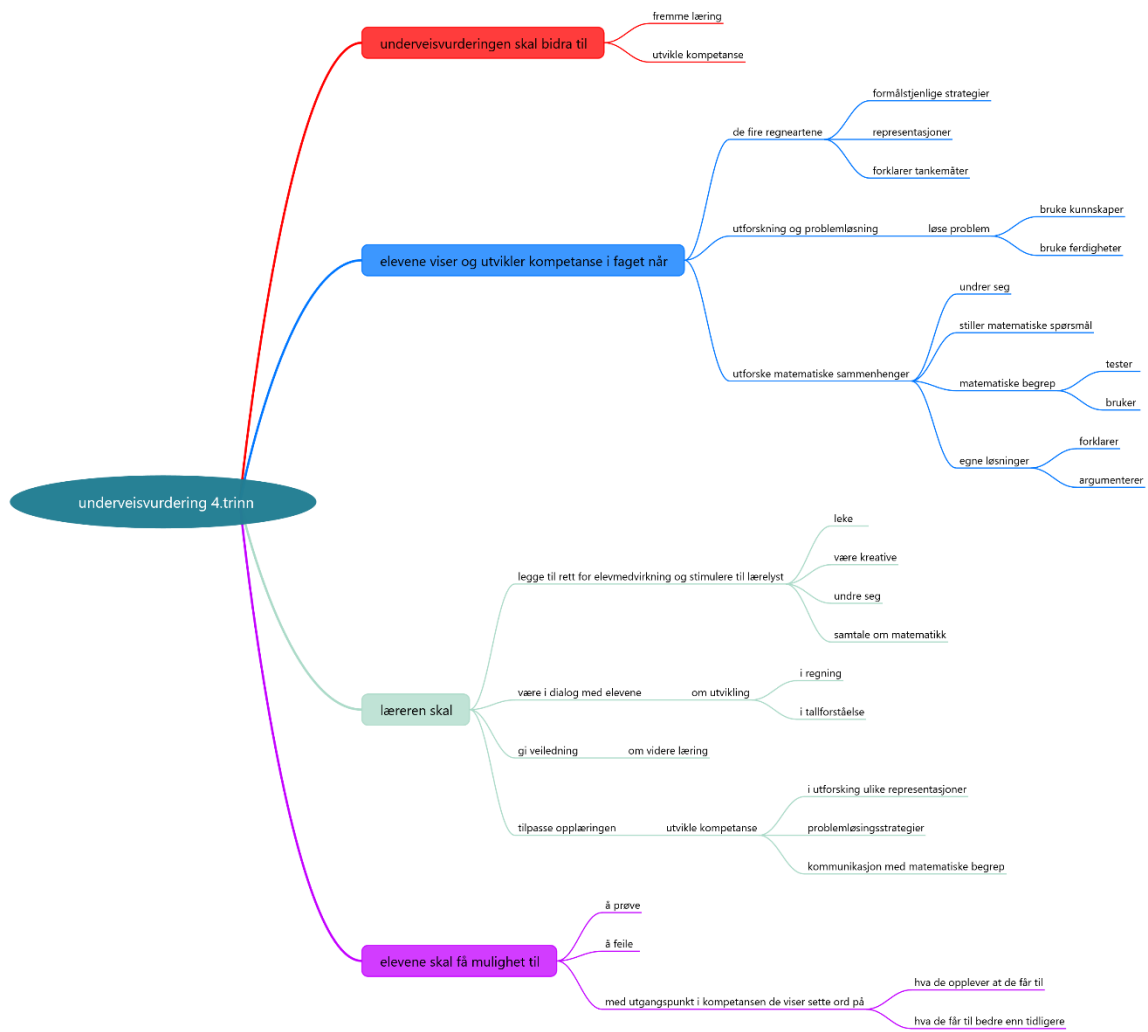 underveisvurdering 4.trinn
underveisvurderingen skal bidra til
fremme læring
utvikle kompetanse
elevene viser og utvikler kompetanse i faget når
de fire regneartene
formålstjenlige strategier
representasjoner
forklarer tankemåter
utforskning og problemløsning
løse problem
bruke kunnskaper
bruke ferdigheter
utforske matematiske sammenhenger
undrer seg
stiller matematiske spørsmål
matematiske begrep
tester
bruker
egne løsninger
forklarer
argumenterer
læreren skal
legge til rett for elevmedvirkning og stimulere til lærelyst
leke
være kreative
undre seg
samtale om matematikk
være i dialog med elevene
om utvikling
i regning
i tallforståelse
gi veiledning
om videre læring
tilpasse opplæringen
utvikle kompetanse
i utforsking ulike representasjoner
problemløsingsstrategier
kommunikasjon med matematiske begrep
elevene skal få mulighet til
å prøve
å feile
med utgangspunkt i kompetansen de viser sette ord på
hva de opplever at de får til
hva de får til bedre enn tidligere